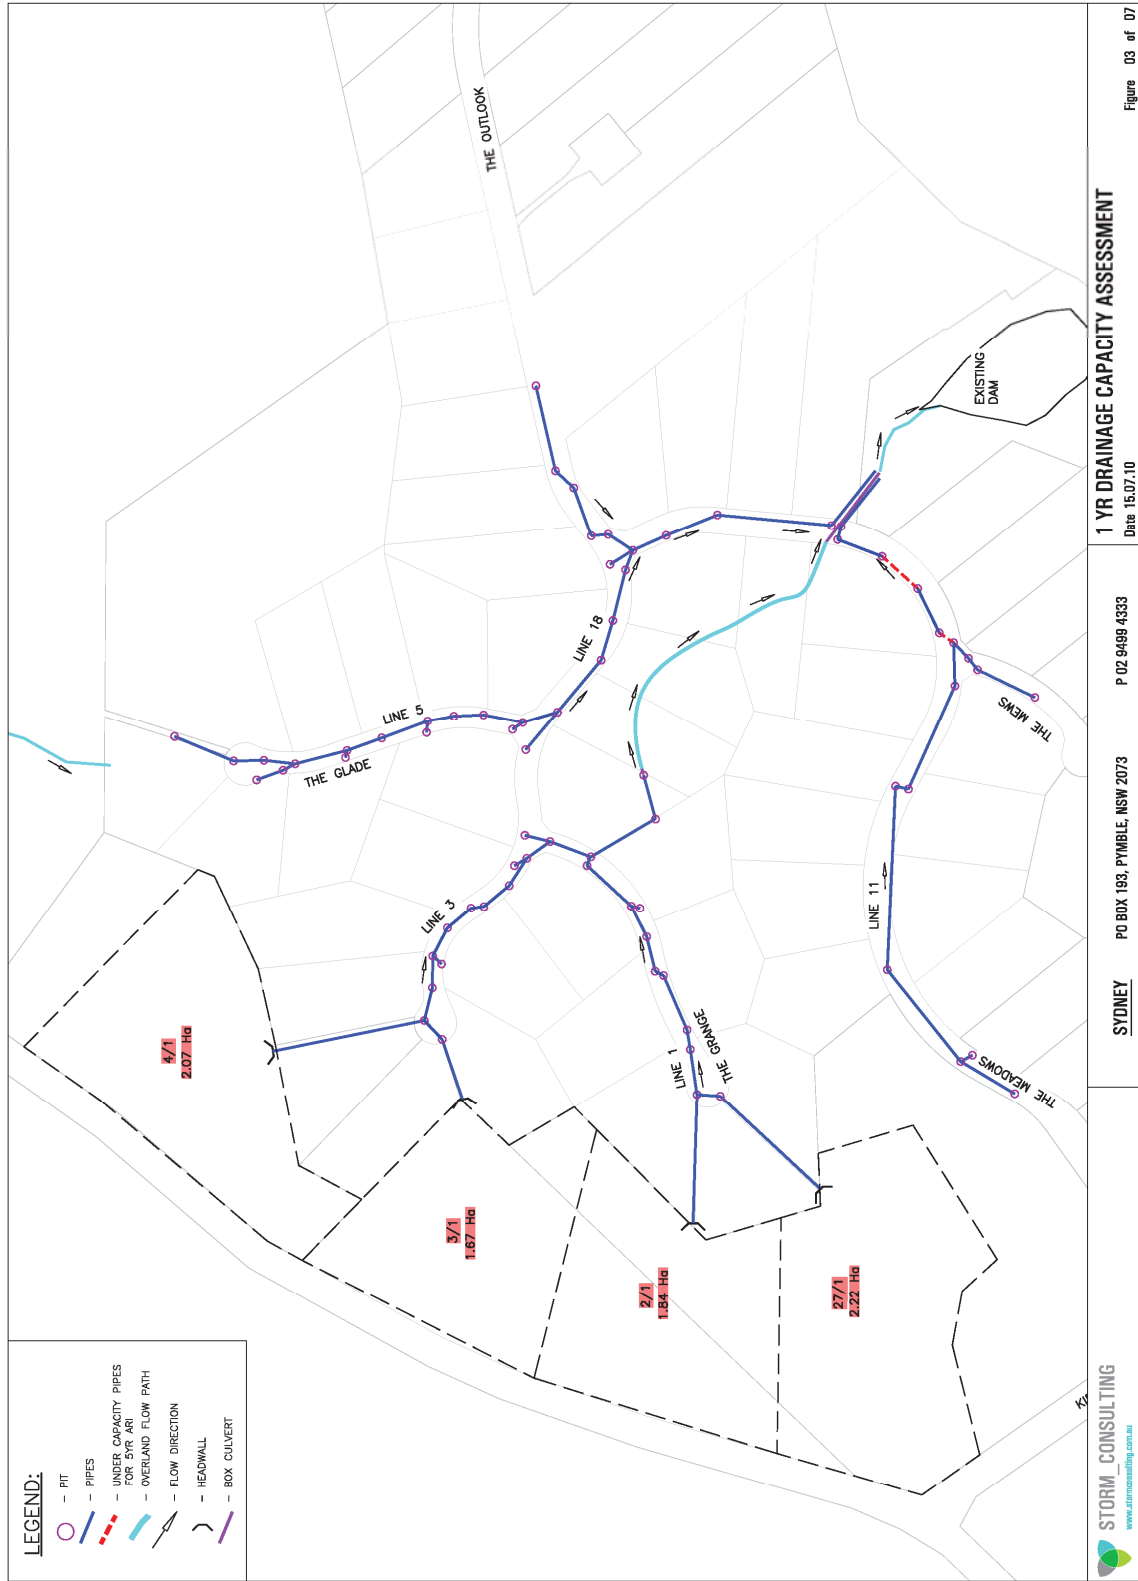 LEGEND:
– PIT
– PIPES
– UNDER CAPACITY PIPES
FOR 5YR ARI
– OVERLAND FLOW PATH
– FLOW DIRECTION
– HEADWALL
– BOX CULVERT
4/1
2.07 Ha
3/1
1.67 Ha
2/1
1.84 Ha
27/1
2.22 Ha
THE OUTLOOK
LINE 5
THE GLADE
LINE 18
LINE 3
LINE 1
THE GRANGE
LINE 11
THE MEADOWS
THE MEWS
EXISTING
DAM
STORM_CONSULTING
www.stormconsulting.com.au
SYDNEY
PO BOX 193, PYMBLE, NSW 2073
P 02 9499 4333
1 YR DRAINAGE CAPACITY ASSESSMENT
Date 15.07.10
Figure 03 of 07